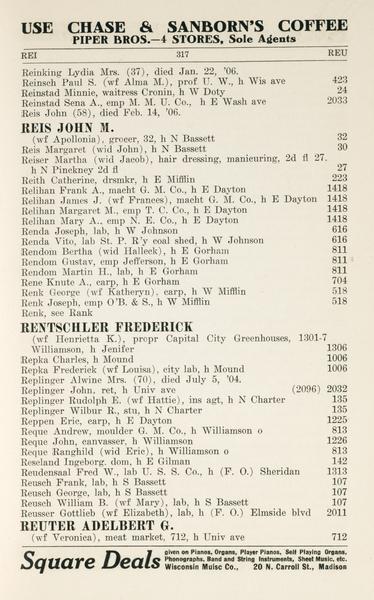 USE CHASE & SANBORN'S COFFEE
PIPER BROS.—4 STORES, Sole Agents
REI 317 REU
Reinking Lydia Mrs. (37), died Jan. 22, '06.
Reinsch Paul S. (wf Alma M.), prof U. W., h Wis ave 423
Reinstad Minnie, waitress Cronin, h W Doty 24
Reinstad Sena A., emp M. M. U. Co., h E Wash ave 2033
Reis John (58), died Feb. 14, '06.
REIS JOHN M.
(wf Apollonia), grocer, 32, h N Bassett 32
Reis Margaret (wid John), h N Bassett 30
Reiser Martha (wid Jacob), hair dressing, manicuring, 2d fl 27.
h N Pinckney 2d fl 27
Reith Catherine, drsmkr, h E Mifflin 223
Relihan Frank A., macht G. M. Co., h E Dayton 1418
Relihan James J. (wf Frances), macht G. M. Co., h E Dayton 1418
Relihan Margaret M., emp T. C. Co., h E Dayton 1418
Relihan Mary A., emp N. E. Co., h E Dayton 1418
Renda Joseph, lab, h W Johnson 616
Renda Vito, lab St. P. R'y coal shed, h W Johnson 616
Rendom Bertha (wid Halleck), h E Gorham 811
Rendom Gustav, emp Jefferson, h E Gorham 811
Rendom Martin H., lab, h E Gorham 811
Rene Knute A., carp, h E Gorham 704
Renk George (wf Katheryn), carp, h W Mifflin 518
Renk Joseph, emp O'B. & S., h W Mifflin 518
Renk, see Rank
RENTSCHLER FREDERICK
(wf Henrietta K.), propr Capital City Greenhouses, 1301-7
Williamson, h Jenifer 1306
Repka Charles, h Mound 1006
Repka Frederick (wf Louisa), city lab, h Mound 1006
Replinger Alwine Mrs. (70), died July 5, '04.
Replinger John, ret, h Univ ave (2096) 2032
Replinger Rudolph E. (wf Hattie), ins agt, h N Charter 135
Replinger Wilbur R., stu, h N Charter 135
Reppen Eric, carp, h E Dayton 1225
Reque Andrew, moulder G. M. Co., h Williamson o 813
Reque John, canvasser, h Williamson 1226
Reque Ranghild (wid Eric), h Williamson o 813
Reseland Ingeborg, dom, h E Gilman 142
Reudensaal Fred W., lab U. S. S. Co., h (F. O.) Sheridan 1313
Reusch Frank, lab, h S Bassett 107
Reusch George, lab, h S Bassett 107
Reusch William B. (wf Mary), lab, h S Bassett 107
Reusser Gottlieb (wf Elizabeth), lab, h (F. O.) Elmside blvd 2011
REUTER ADELBERT G.
(wf Veronica), meat market, 712, h Univ ave 712
Square Deals given on Pianos, Organs, Player Pianos, Self Playing Organs,
Phonographs, Band and String Instruments, Sheet Music, etc.
Wisconsin Muisc Co., 20 N. Carroll St., Madison